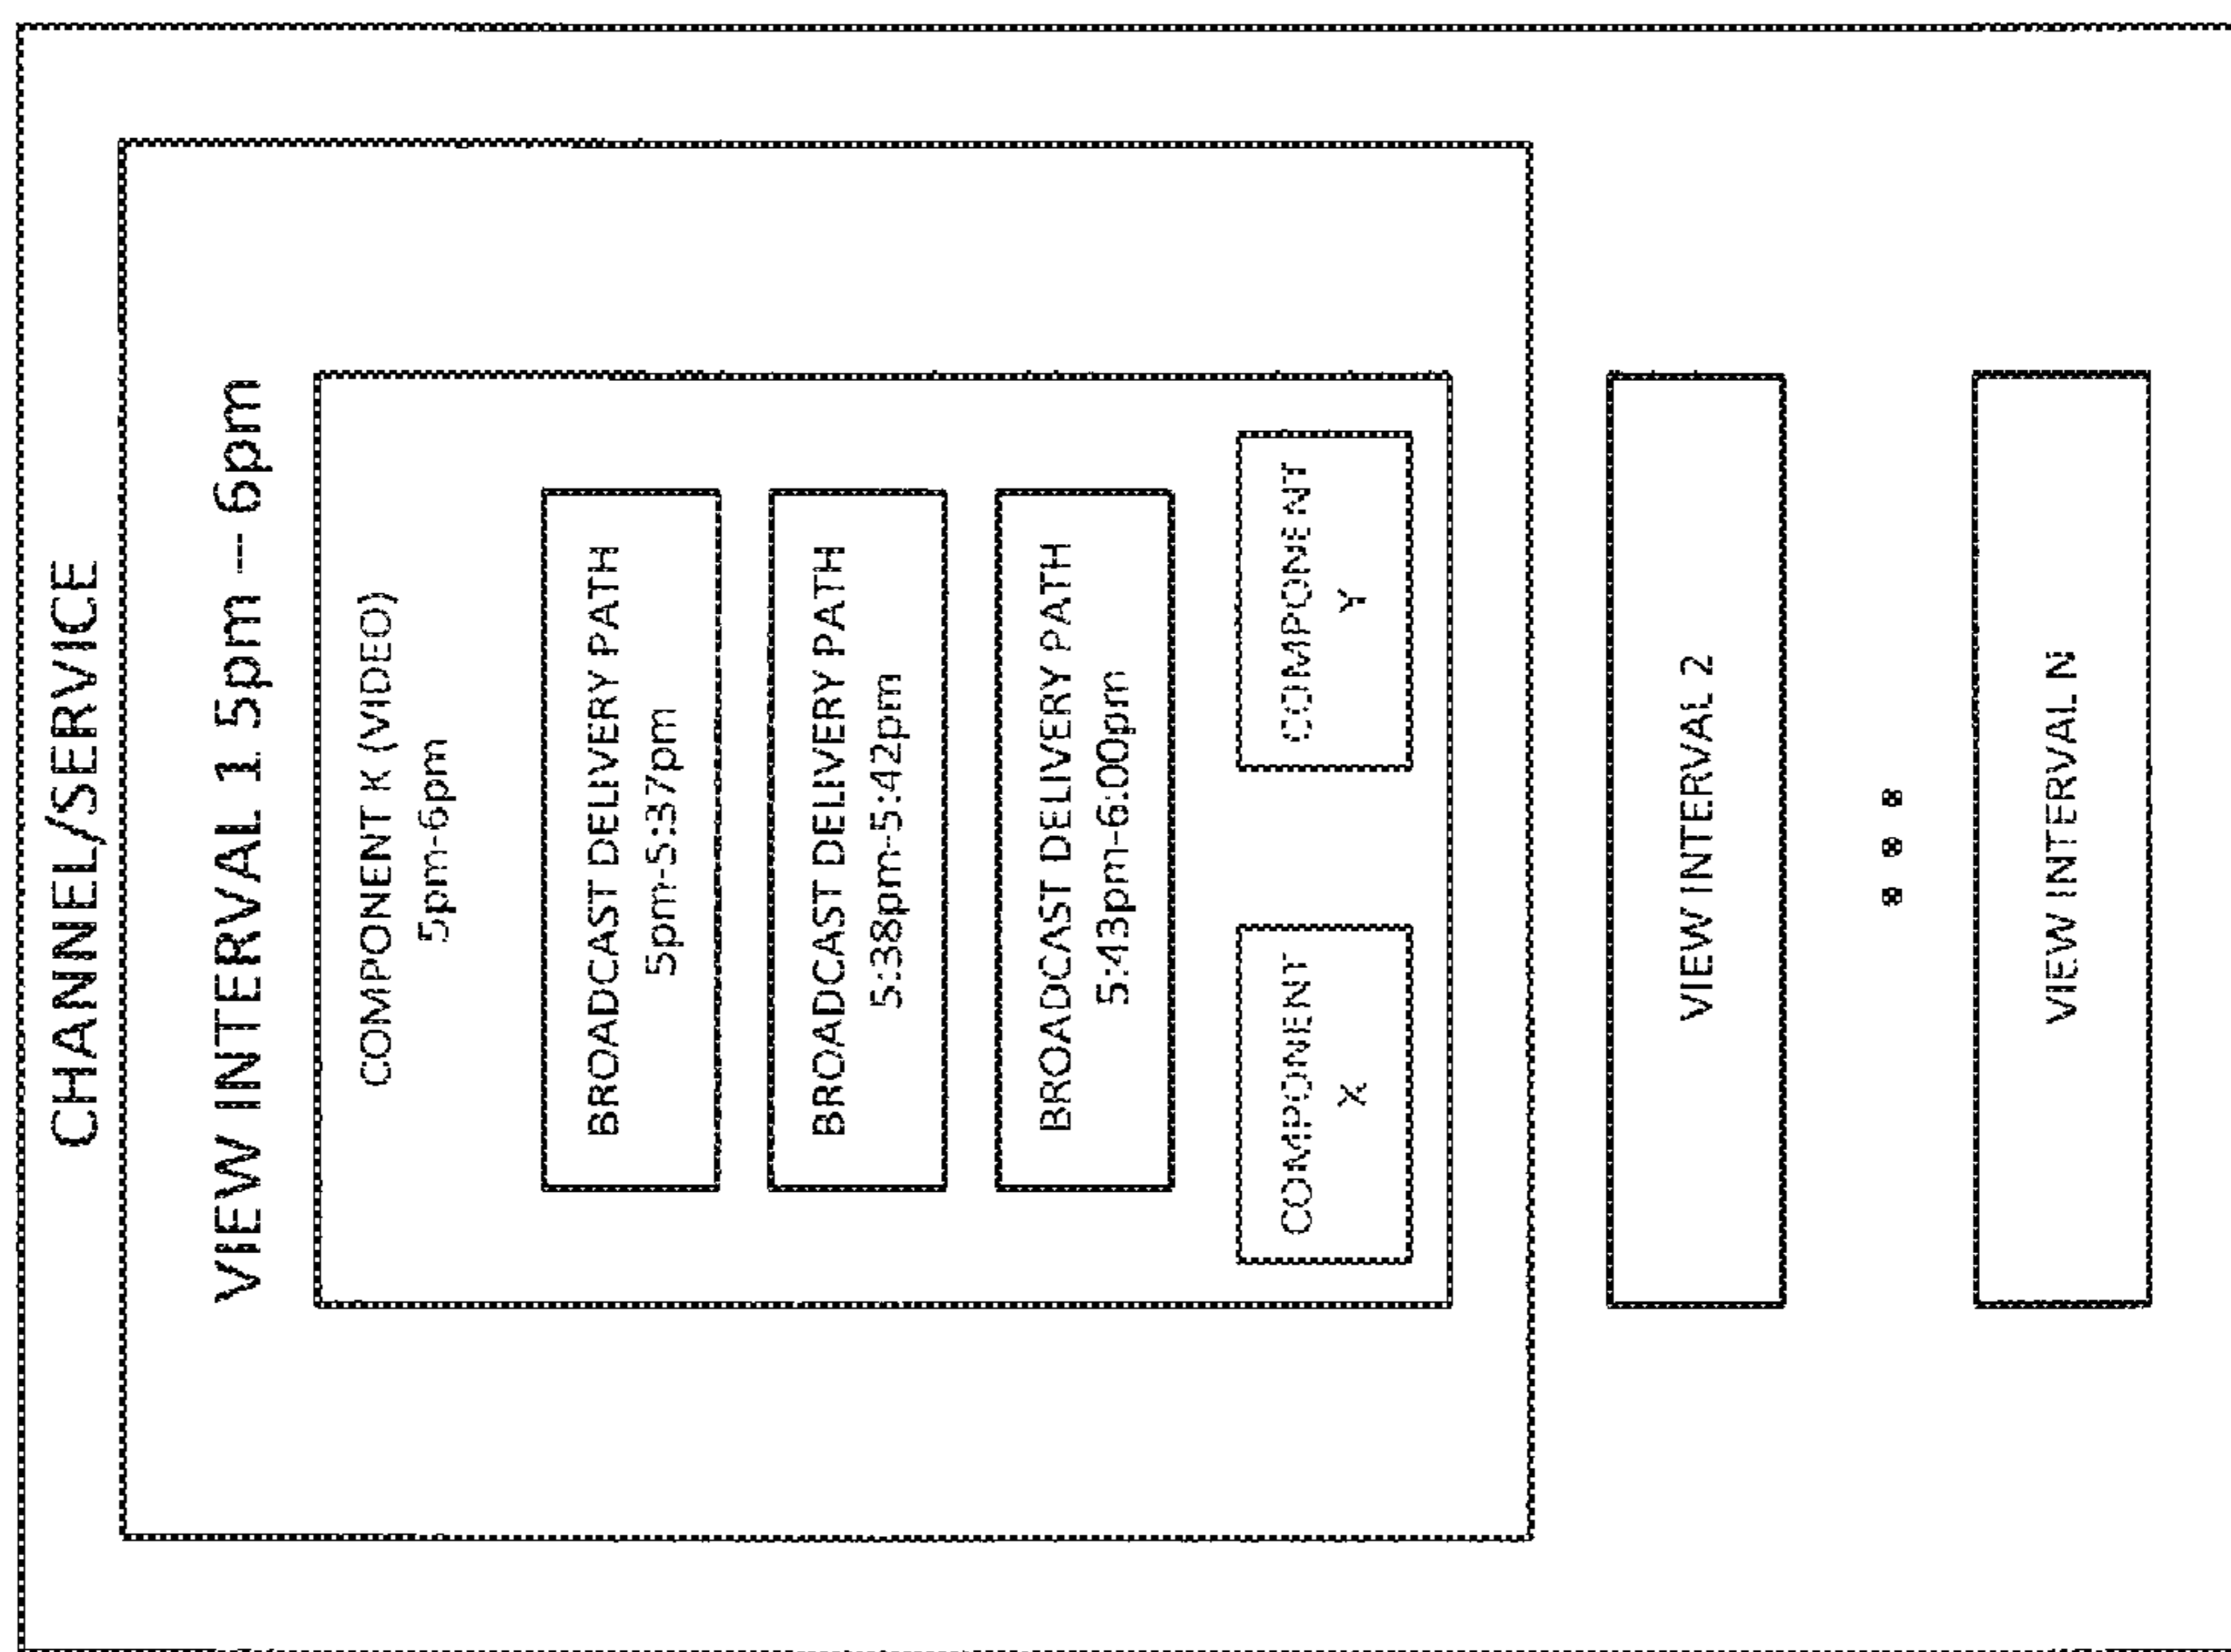 CHANNEL/SERVICE
VIEW INTERVAL 1 5pm – 6pm
COMPONENT K (VIDEO)
5pm-6pm
BROADCAST DELIVERY PATH
5pm-5:37pm
BROADCAST DELIVERY PATH
5:38pm-5:42pm
BROADCAST DELIVERY PATH
5:43pm-6:00pm
COMPONENT
X
COMPONENT
Y
VIEW INTERVAL 2
VIEW INTERVAL N